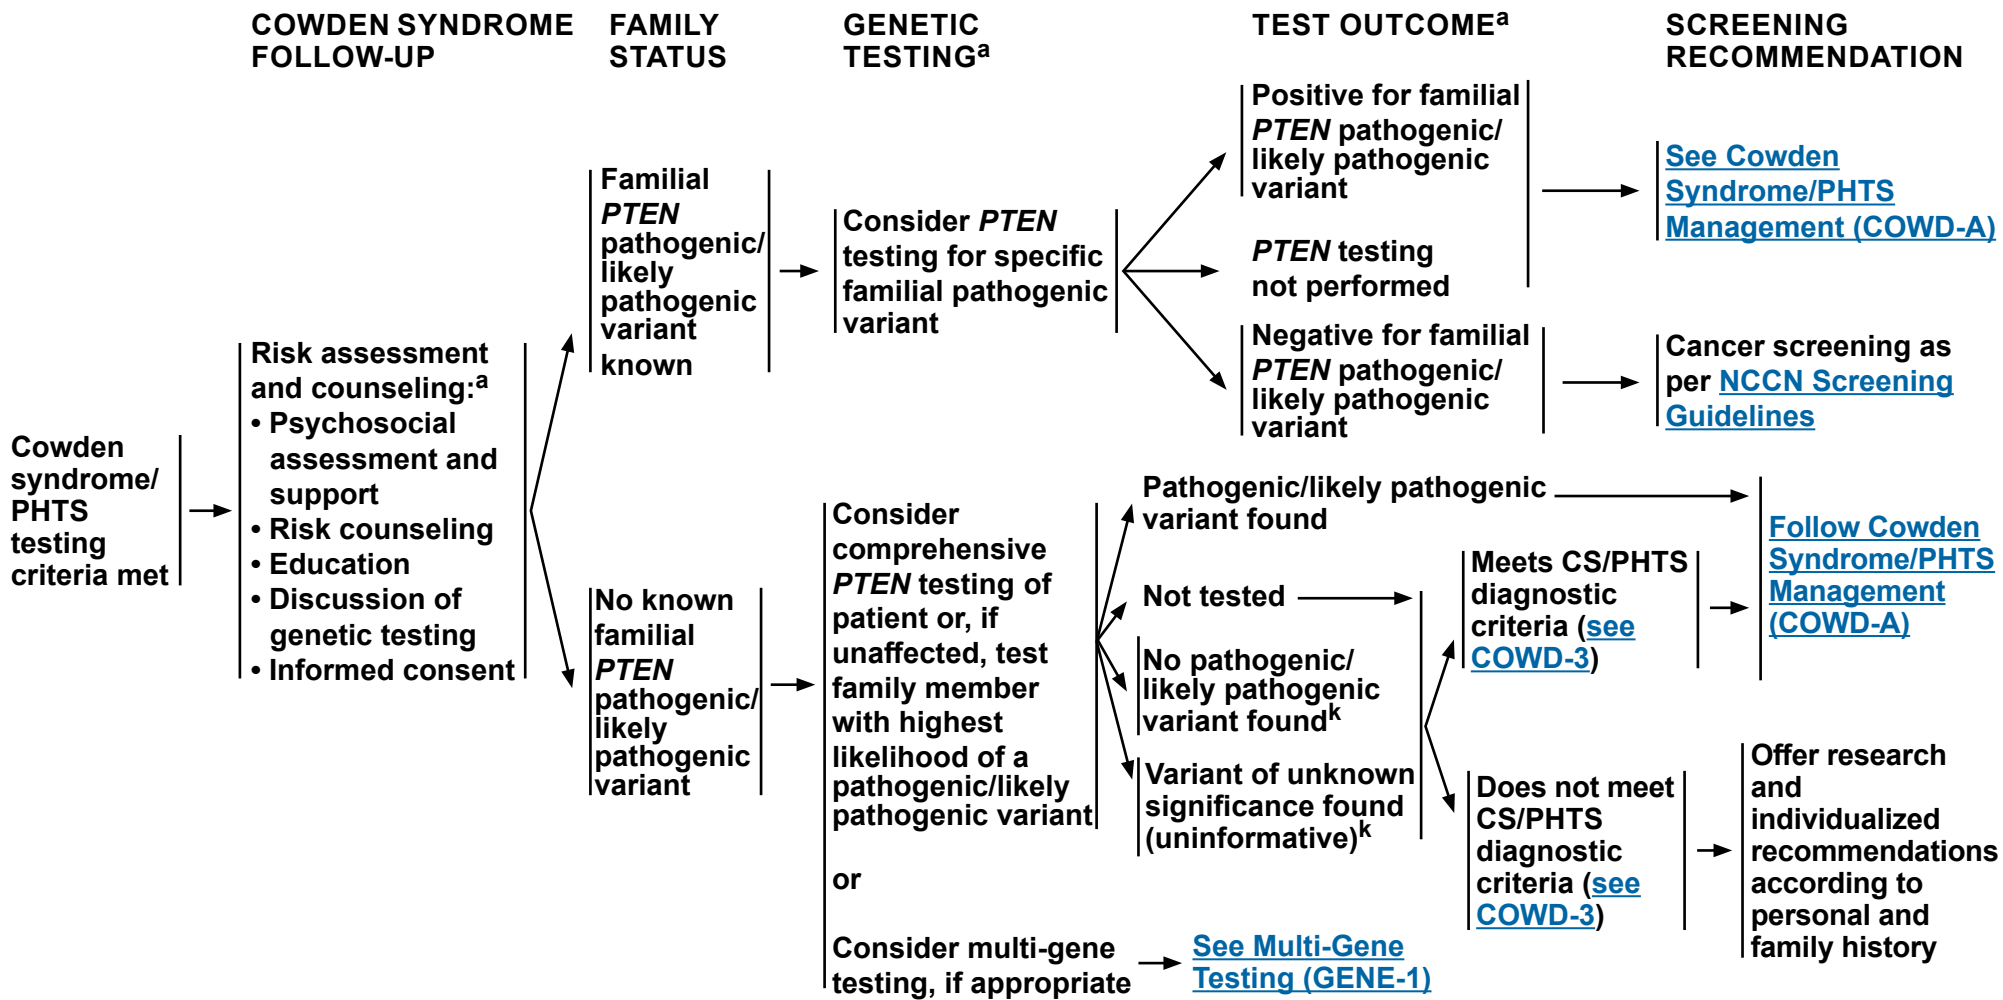 COWDEN SYNDROME
FOLLOW-UP
FAMILY
STATUS
GENETIC
TESTINGa
TEST OUTCOMEa
SCREENING
RECOMMENDATION
Cowden
syndrome/
PHTS
testing
criteria met
Risk assessment
and counseling:a
• Psychosocial
assessment and
support
• Risk counseling
• Education
• Discussion of
genetic testing
• Informed consent
Familial
PTEN
pathogenic/
likely
pathogenic
variant
known
Consider PTEN
testing for specific
familial pathogenic
variant
Positive for familial
PTEN pathogenic/
likely pathogenic
variant
PTEN testing
not performed
See Cowden
Syndrome/PHTS
Management (COWD-A)
Negative for familial
PTEN pathogenic/
likely pathogenic
variant
Cancer screening as
per NCCN Screening
Guidelines
No known
familial
PTEN
pathogenic/
likely
pathogenic
variant
Consider
comprehensive
PTEN testing of
patient or, if
unaffected, test
family member
with highest
likelihood of a
pathogenic/likely
pathogenic variant
or
Consider multi-gene
testing, if appropriate
See Multi-Gene
Testing (GENE-1)
Pathogenic/likely pathogenic
variant found
Not tested
No pathogenic/
likely pathogenic
variant foundk
Variant of unknown
significance found
(uninformative)k
Meets CS/PHTS
diagnostic
criteria (see
COWD-3)
Follow Cowden
Syndrome/PHTS
Management
(COWD-A)
Does not meet
CS/PHTS
diagnostic
criteria (see
COWD-3)
Offer research
and
individualized
recommendations
according to
personal and
family history